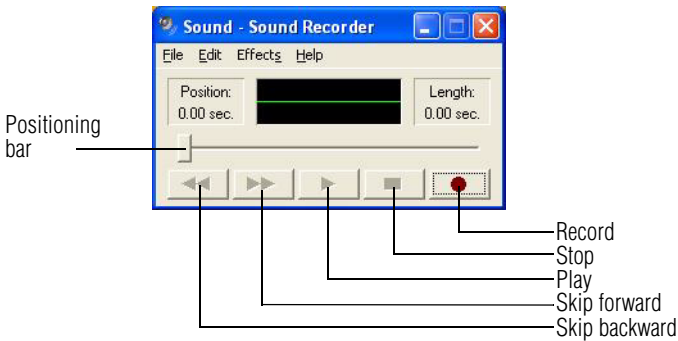 Sound - Sound Recorder
File Edit Effects Help
Position:
0.00 sec.
Length:
0.00 sec.
Positioning
bar
Record
Stop
Play
Skip forward
Skip backward